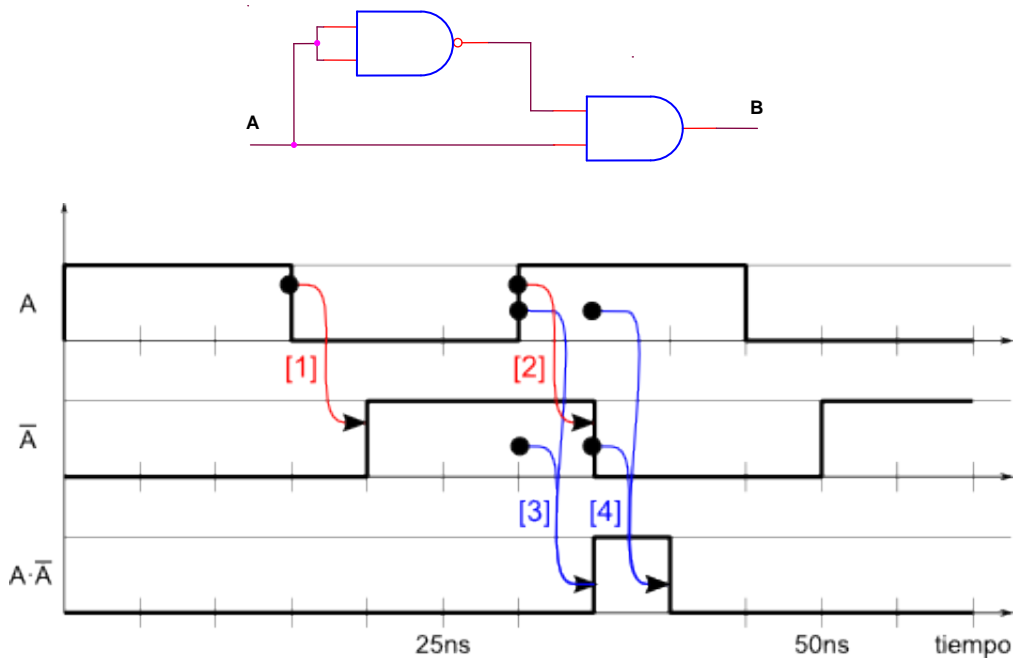 A
B
A
[1]
[2]
A̅
[3]
[4]
A·A̅
25ns
50ns
tiempo